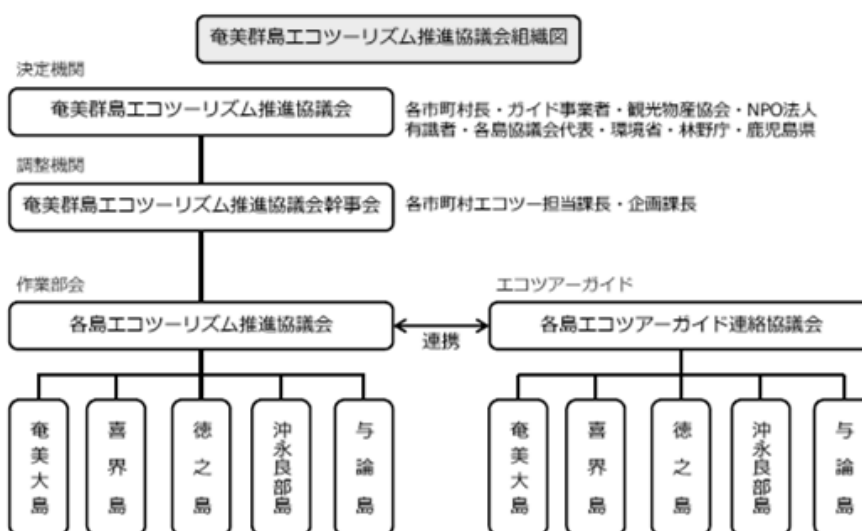 奄美群島エコツーリズム推進協議会組織図
決定機関
奄美群島エコツーリズム推進協議会
各市町村長・ガイド事業者・観光物産協会・NPO法人
有識者・各島協議会代表・環境省・林野庁・鹿児島県
調整機関
奄美群島エコツーリズム推進協議会幹事会
各市町村エコツー担当課長・企画課長
作業部会
エコツアーガイド
各島エコツーリズム推進協議会
連携
各島エコツアーガイド連絡協議会
奄美大島
喜界島
徳之島
沖永良部島
与論島
奄美大島
喜界島
徳之島
沖永良部島
与論島